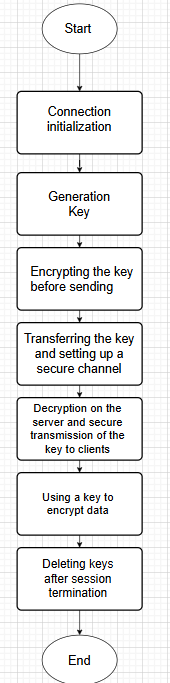 Start
Connection
initialization
Generation
Key
Encrypting the key
before sending
Transferring the key
and setting up a
secure channel
Decryption on the
server and secure
transmission of the
key to clients
Using a key to
encrypt data
Deleting keys
after session
termination
End